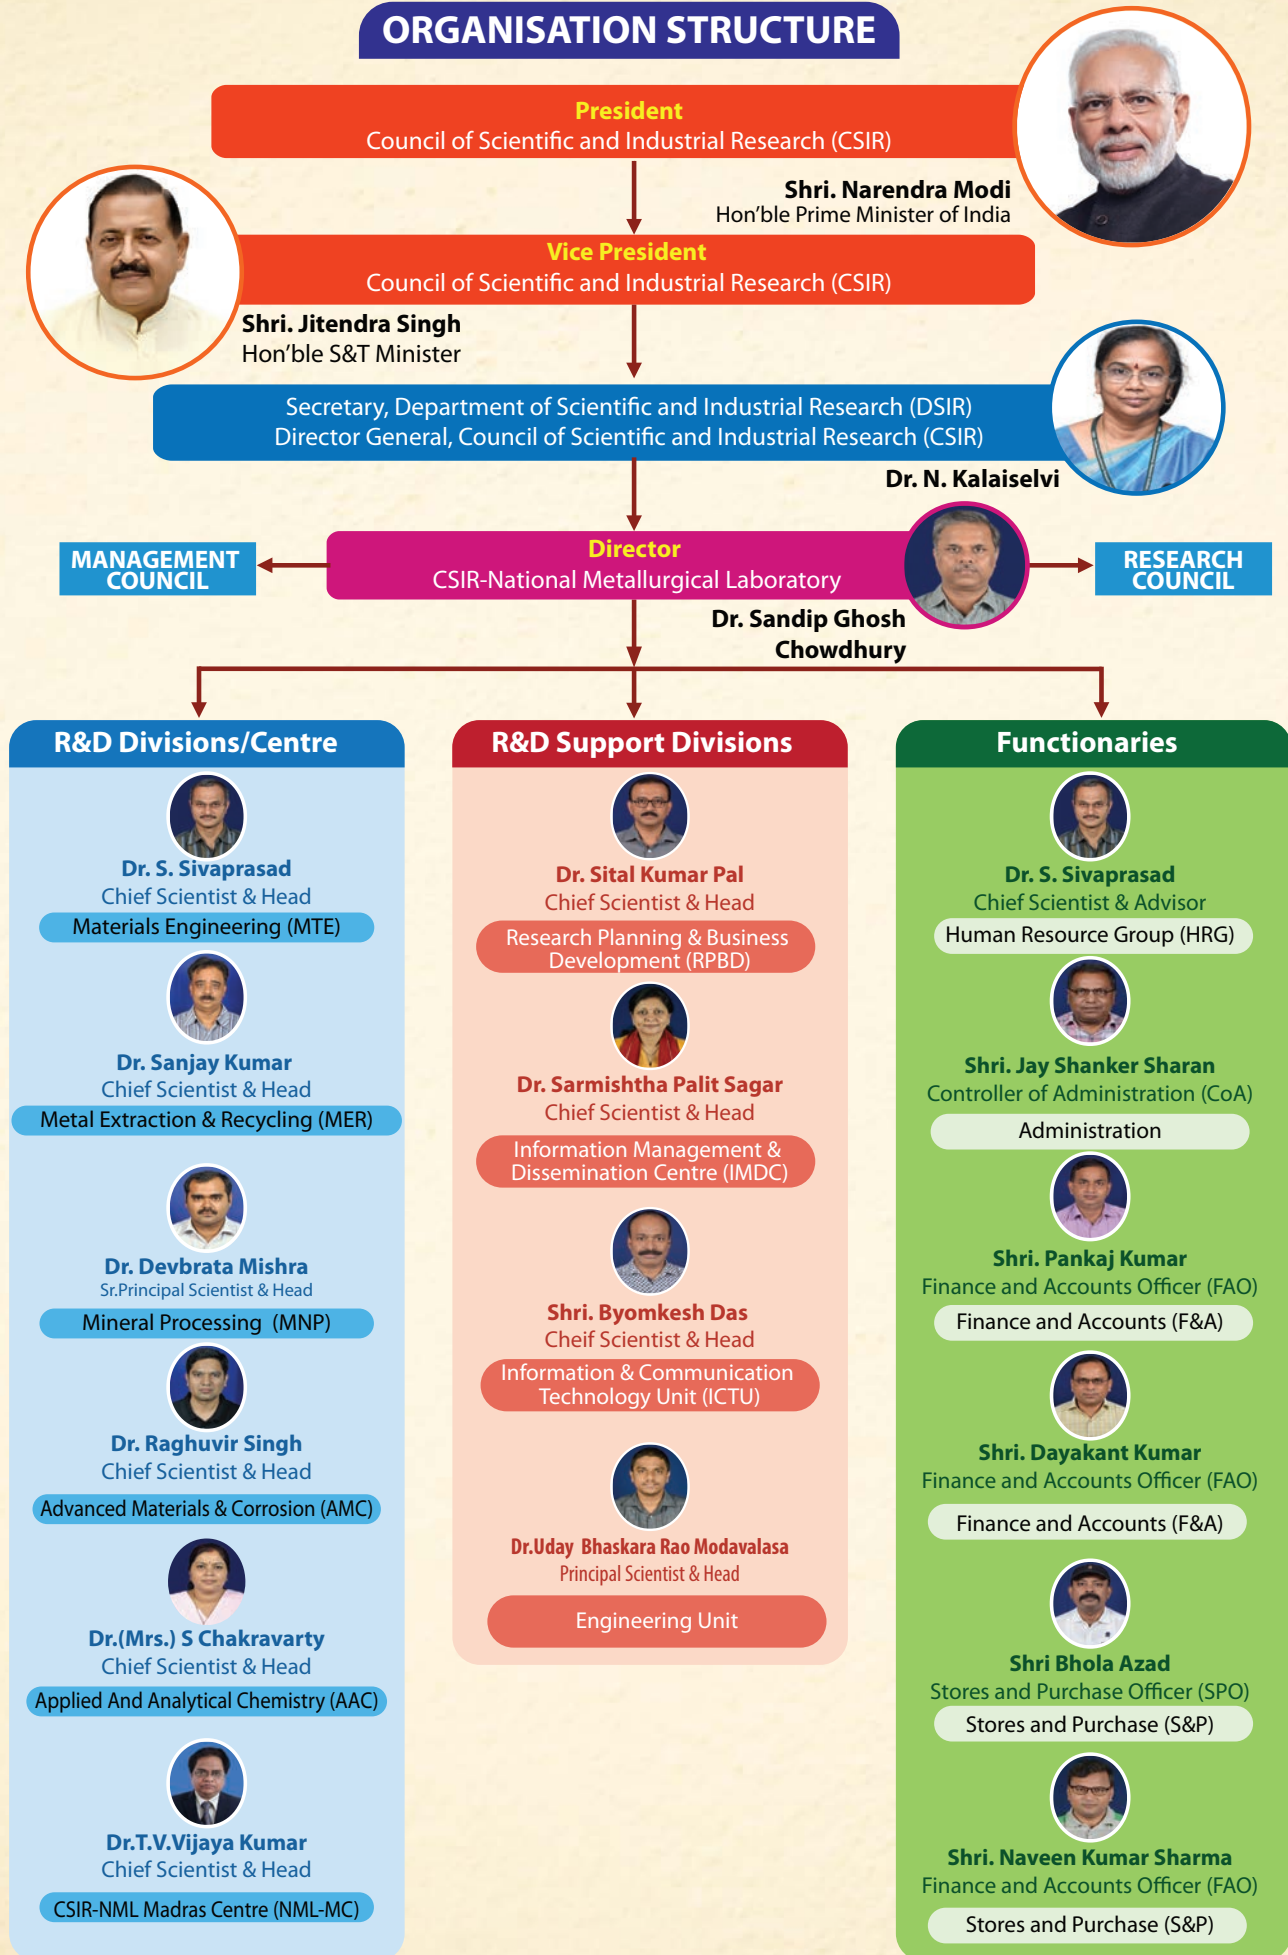 ORGANISATION STRUCTURE
President
Council of Scientific and Industrial Research (CSIR)
Shri. Narendra Modi
Hon'ble Prime Minister of India
Vice President
Council of Scientific and Industrial Research (CSIR)
Shri. Jitendra Singh
Hon'ble S&T Minister
Secretary, Department of Scientific and Industrial Research (DSIR)
Director General, Council of Scientific and Industrial Research (CSIR)
Dr. N. Kalaiselvi
MANAGEMENT
COUNCIL
Director
CSIR-National Metallurgical Laboratory
RESEARCH
COUNCIL
Dr. Sandip Ghosh
Chowdhury
R&D Divisions/Centre
Dr. S. Sivaprasad
Chief Scientist & Head
Materials Engineering (MTE)
Dr. Sanjay Kumar
Chief Scientist & Head
Metal Extraction & Recycling (MER)
Dr. Devbrata Mishra
Sr.Principal Scientist & Head
Mineral Processing (MNP)
Dr. Raghuvir Singh
Chief Scientist & Head
Advanced Materials & Corrosion (AMC)
Dr.(Mrs.) S Chakravarty
Chief Scientist & Head
Applied And Analytical Chemistry (AAC)
Dr.T.V.Vijaya Kumar
Chief Scientist & Head
CSIR-NML Madras Centre (NML-MC)
R&D Support Divisions
Dr. Sital Kumar Pal
Chief Scientist & Head
Research Planning & Business
Development (RPBD)
Dr. Sarmishtha Palit Sagar
Chief Scientist & Head
Information Management &
Dissemination Centre (IMDC)
Shri. Byomkesh Das
Cheif Scientist & Head
Information & Communication
Technology Unit (ICTU)
Dr.Uday Bhaskara Rao Modavalasa
Principal Scientist & Head
Engineering Unit
Functionaries
Dr. S. Sivaprasad
Chief Scientist & Advisor
Human Resource Group (HRG)
Shri. Jay Shanker Sharan
Controller of Administration (CoA)
Administration
Shri. Pankaj Kumar
Finance and Accounts Officer (FAO)
Finance and Accounts (F&A)
Shri. Dayakant Kumar
Finance and Accounts Officer (FAO)
Finance and Accounts (F&A)
Shri Bhola Azad
Stores and Purchase Officer (SPO)
Stores and Purchase (S&P)
Shri. Naveen Kumar Sharma
Finance and Accounts Officer (FAO)
Stores and Purchase (S&P)